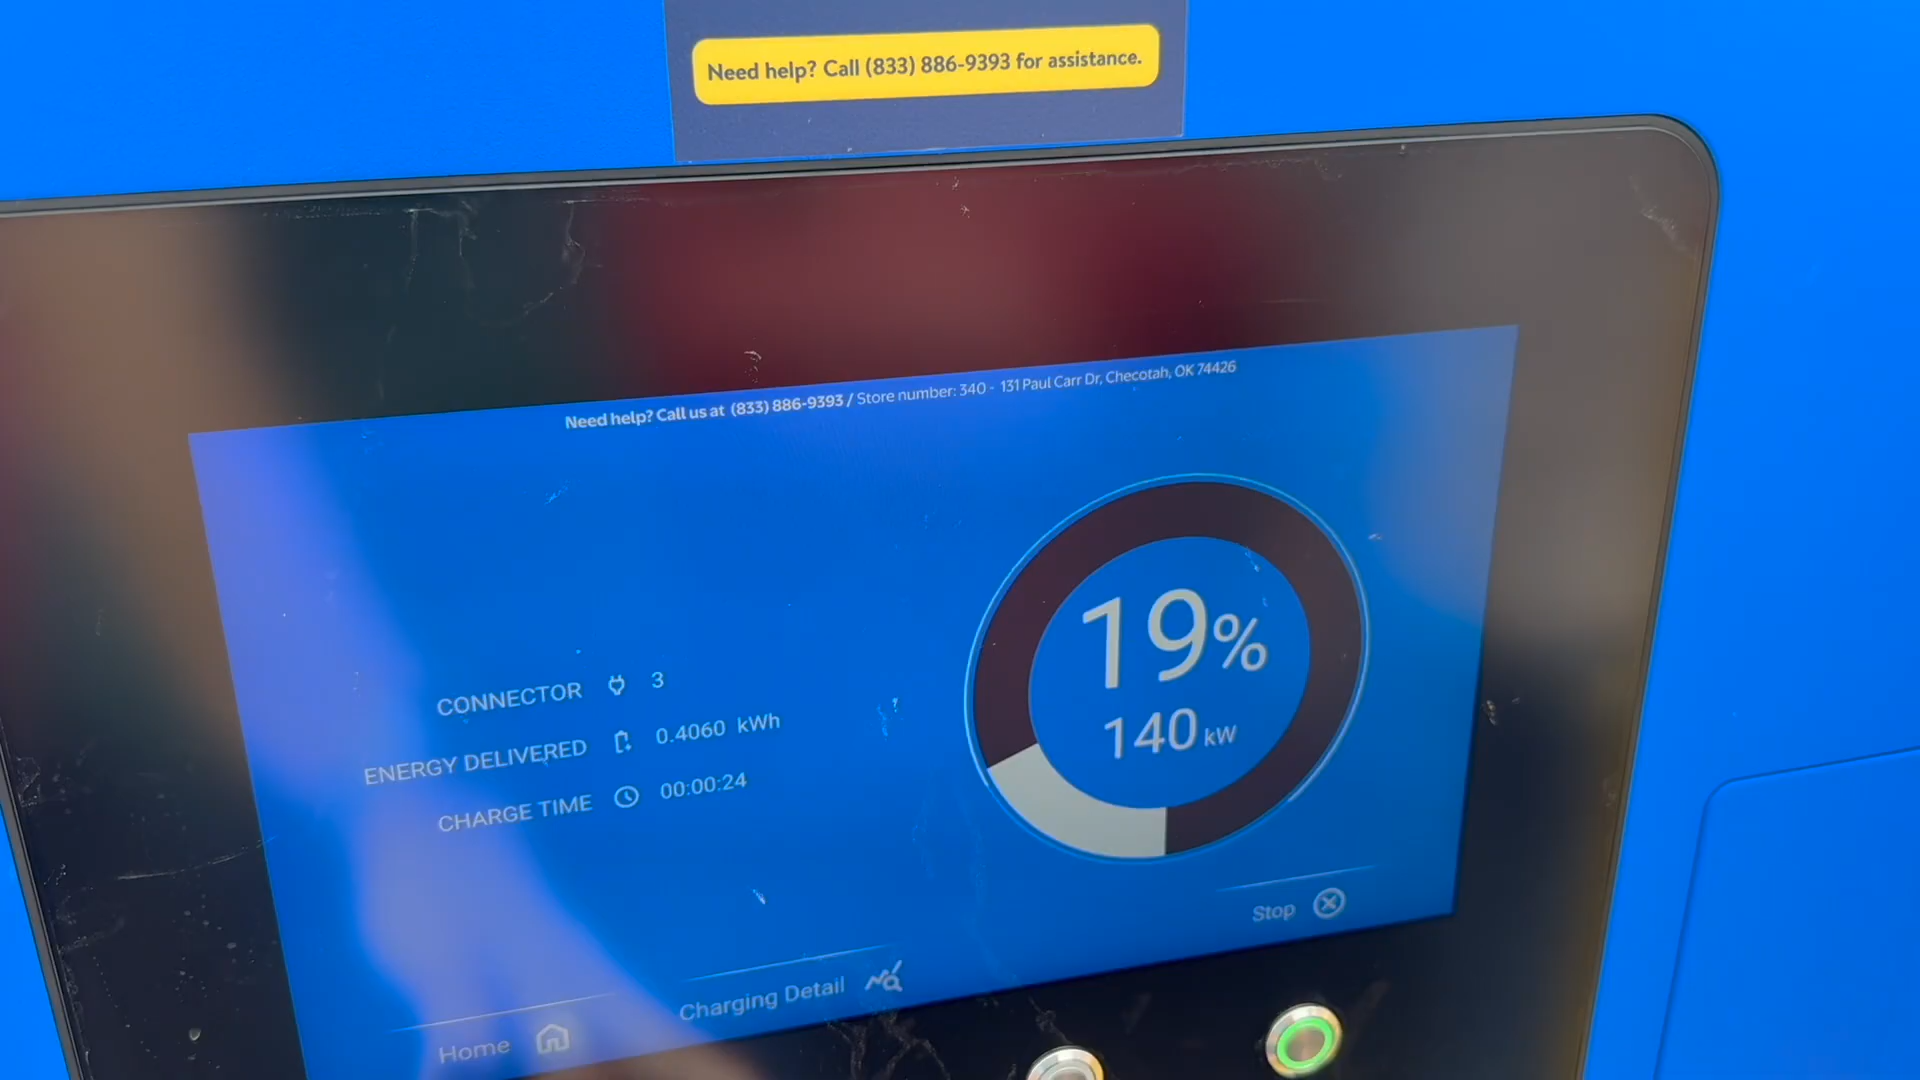 Need help? Call (833) 886-9393 for assistance.
Need help? Call us at (833) 886-9393 / Store number: 340 - 131 Paul Carr Dr, Checotah, OK 74426
CONNECTOR 3
ENERGY DELIVERED 0.4060 kWh
CHARGE TIME 00:00:24
19%
140 kW
Stop
Charging Detail
Home